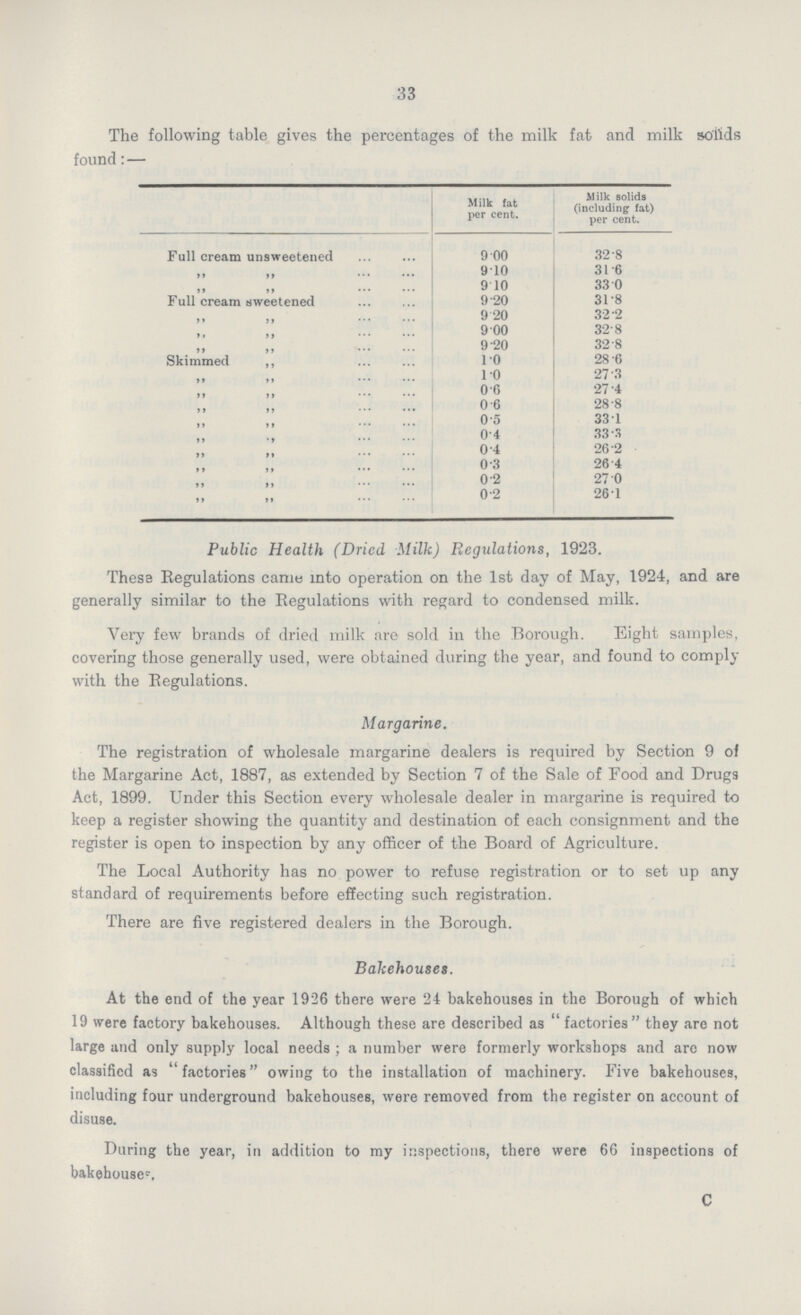 33
The following table gives the percentages of the milk fat and milk solids
found:—
Milk fat per cent. Milk solids (including fat) per cent.
Full cream unsweetened ... ... 9·00 32·8
,, ,, ... ... 9·10 31·6
,, ,, ... ... 9·10 33·0
Full cream sweetened ... ... 9·20 31·8
,, ,, ... ... 9·20 32·2
,, ,, ... ... 9·00 32·8
,, ,, ... ... 9·20 32·8
Skimmed ,, ... ... 1·0 28·6
,, ,, ... ... 1·0 27·3
,, ,, ... ... 0·6 27·4
,, ,, ... ... 0·6 28·8
,, ,, ... ... 0·5 33·1
,, ,, ... ... 0·4 33·3
,, ,, ... ... 0·4 26·2
,, ,, ... ... 0·3 26·4
,, ,, ... ... 0·2 27·0
,, ,, ... ... 0·2 26·1
Public Health (Dried Milk) Regulations, 1923.
These Regulations came into operation on the 1st day of May, 1924, and are
generally similar to the Regulations with regard to condensed milk.
Very few brands of dried milk are sold in the Borough. Eight samples,
covering those generally used, were obtained during the year, and found to comply
with the Regulations.
Margarine.
The registration of wholesale margarine dealers is required by Section 9 of
the Margarine Act, 1887, as extended by Section 7 of the Sale of Food and Drugs
Act, 1899. Under this Section every wholesale dealer in margarine is required to
keep a register showing the quantity and destination of each consignment and the
register is open to inspection by any officer of the Board of Agriculture.
The Local Authority has no power to refuse registration or to set up any
standard of requirements before effecting such registration.
There are five registered dealers in the Borough.
Bakehouses.
At the end of the year 1926 there were 24 bakehouses in the Borough of which
19 were factory bakehouses. Although these are described as "factories" they are not
large and only supply local needs; a number were formerly workshops and are now
classified as "factories" owing to the installation of machinery. Five bakehouses,
including four underground bakehouses, were removed from the register on account of
disuse.
During the year, in addition to my inspections, there were 66 inspections of
bakehouses.
C